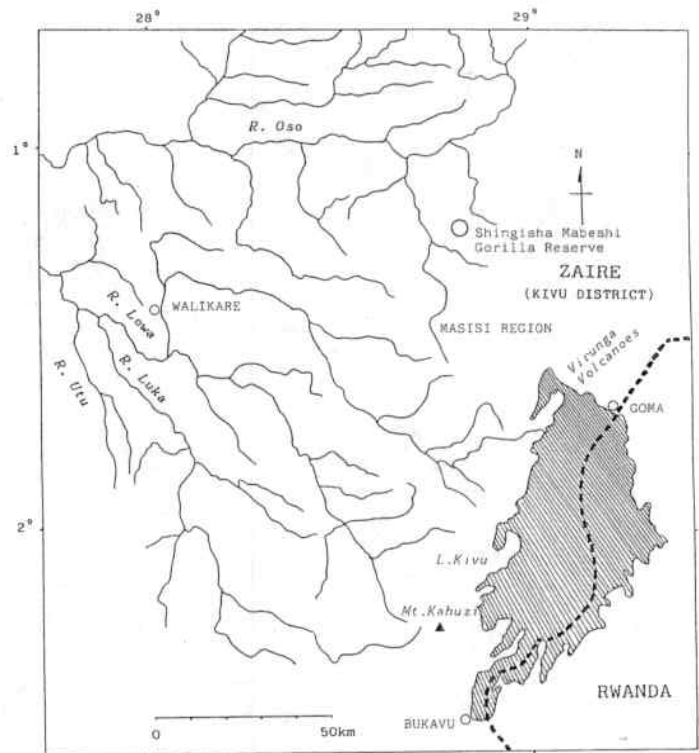 28°
29°
R. Oso
1°
N
Shingisha Mabeshi
Gorilla Reserve
ZAIRE
(KIVU DISTRICT)
R. Lowa
WALIKARE
MASISI REGION
R. Utu
R. Luka
Virunga
Volcanoes
GOMA
2°
L.Kivu
Mt.Kahuzi
RWANDA
BUKAVU
0
50km